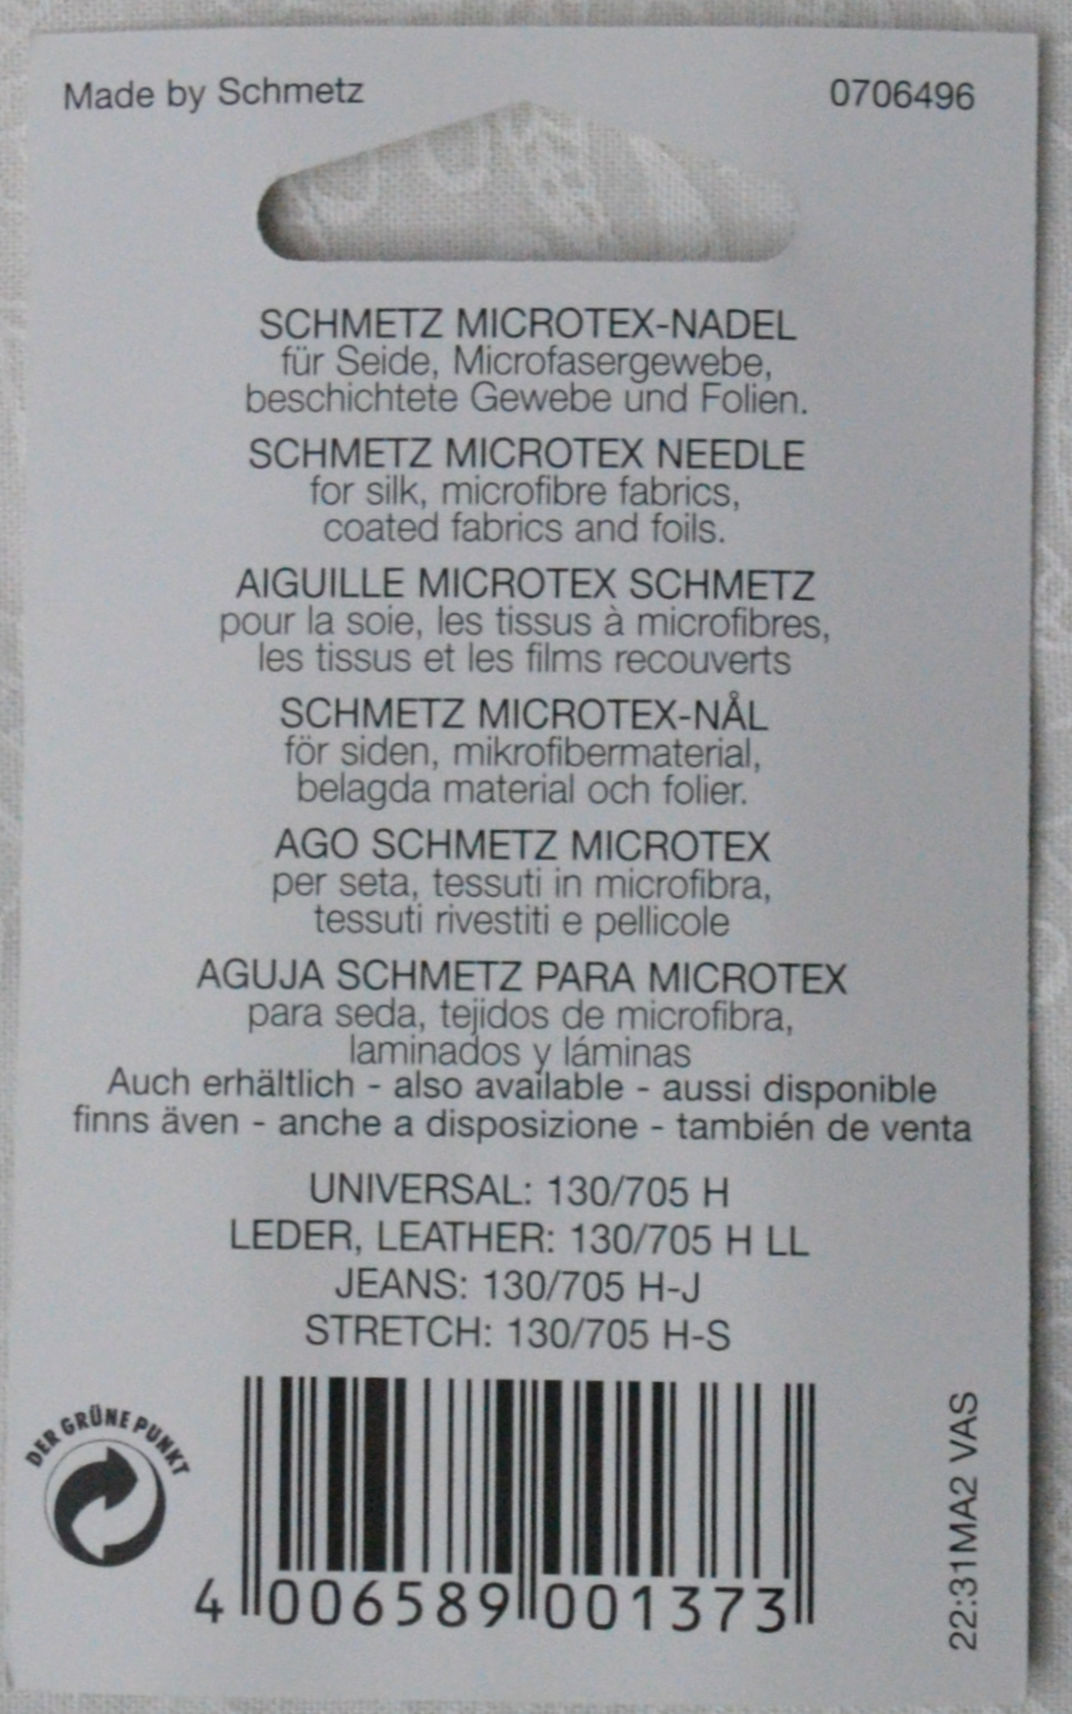 Made by Schmetz
0706496
SCHMETZ MICROTEX-NADEL
für Seide, Microfasergewebe,
beschichtete Gewebe und Folien.
SCHMETZ MICROTEX NEEDLE
for silk, microfibre fabrics,
coated fabrics and foils.
AIGUILLE MICROTEX SCHMETZ
pour la soie, les tissus à microfibres,
les tissus et les films recouverts
SCHMETZ MICROTEX-NÅL
för siden, mikrofibermaterial,
belagda material och folier.
AGO SCHMETZ MICROTEX
per seta, tessuti in microfibra,
tessuti rivestiti e pellicole
AGUJA SCHMETZ PARA MICROTEX
para seda, tejidos de microfibra,
laminados y láminas
Auch erhältlich - also available - aussi disponible
finns även - anche a disposizione - también de venta
UNIVERSAL: 130/705 H
LEDER, LEATHER: 130/705 H LL
JEANS: 130/705 H-J
STRETCH: 130/705 H-S
DER GRÜNE PUNKT
4 006589 001373
22:31MA2 VAS